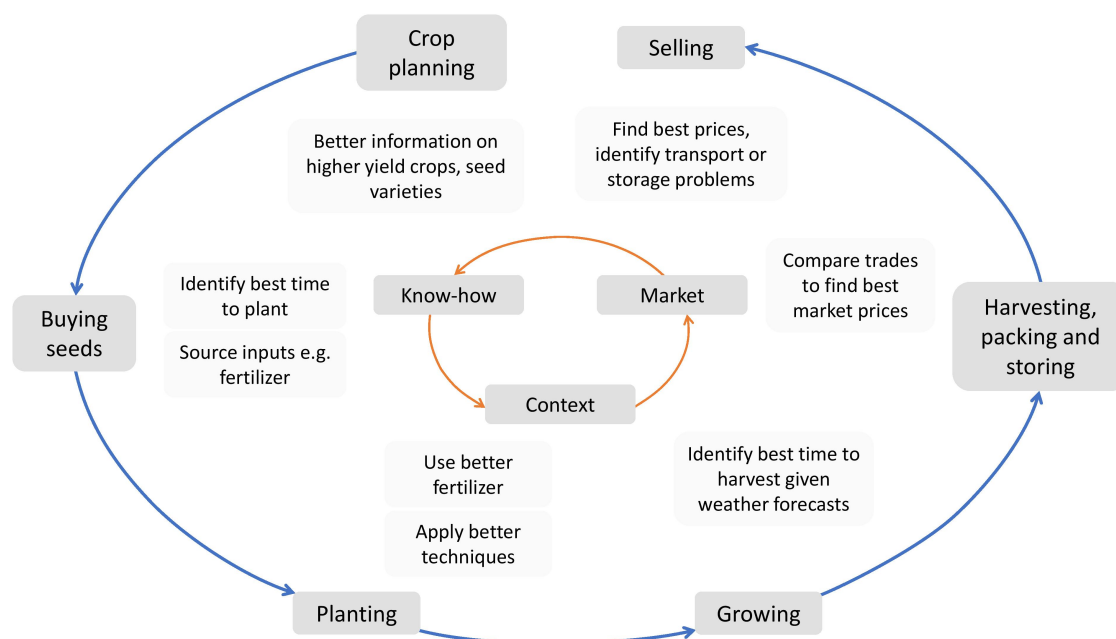 Crop
planning
Selling
Better information on
higher yield crops, seed
varieties
Find best prices,
identify transport or
storage problems
Identify best time
to plant
Source inputs e.g.
fertilizer
Know-how
Market
Context
Compare trades
to find best
market prices
Buying
seeds
Harvesting,
packing and
storing
Use better
fertilizer
Apply better
techniques
Identify best time to
harvest given
weather forecasts
Planting
Growing